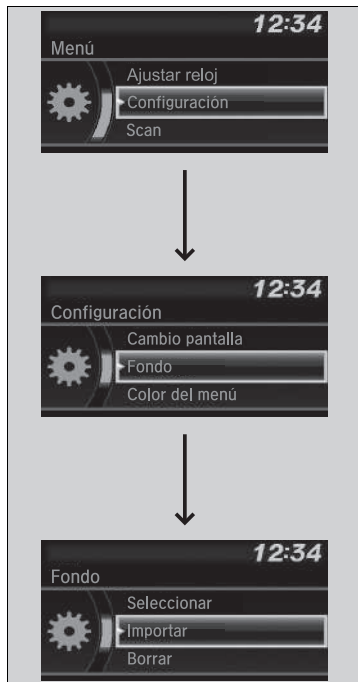 12:34
Menú
Ajustar reloj
Configuración
Scan
12:34
Configuración
Cambio pantalla
Fondo
Color del menú
12:34
Fondo
Seleccionar
Importar
Borrar